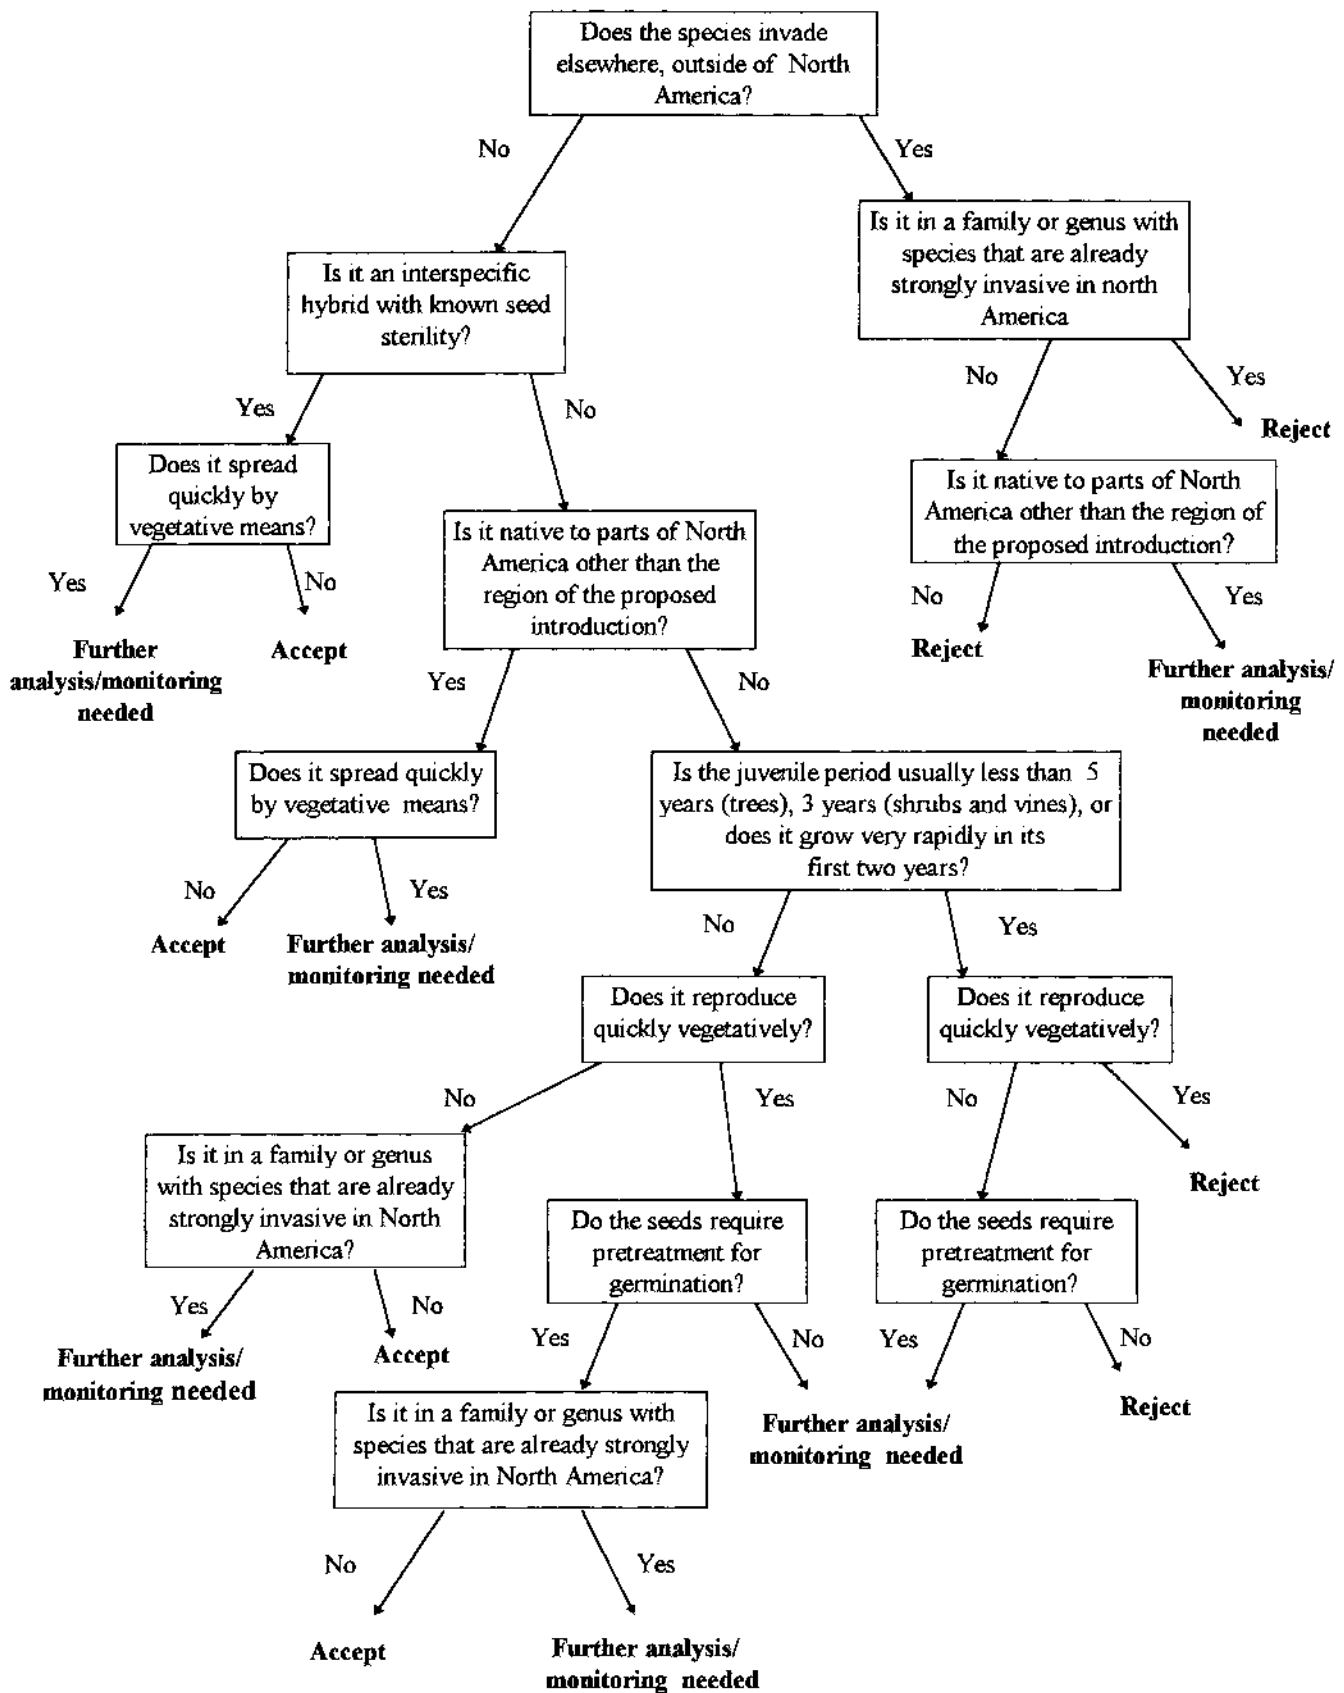 Does the species invade
elsewhere, outside of North
America?
No
Yes
Is it in a family or genus with
species that are already
strongly invasive in north
America
Is it an interspecific
hybrid with known seed
sterility?
No
Yes
Reject
Yes
No
Does it spread
quickly by
vegetative means?
Is it native to parts of North
America other than the region of
the proposed introduction?
Is it native to parts of North
America other than the
region of the proposed
introduction?
Yes
No
Further
analysis/monitoring
needed
Accept
No
Yes
Reject
Further analysis/
monitoring
needed
Yes
No
Does it spread quickly
by vegetative means?
Is the juvenile period usually less than 5
years (trees), 3 years (shrubs and vines), or
does it grow very rapidly in its
first two years?
No
Yes
Accept
Further analysis/
monitoring needed
No
Yes
Does it reproduce
quickly vegetatively?
Does it reproduce
quickly vegetatively?
No
Yes
No
Yes
Reject
Is it in a family or genus
with species that are already
strongly invasive in North
America?
Do the seeds require
pretreatment for
germination?
Do the seeds require
pretreatment for
germination?
Yes
No
Further analysis/
monitoring needed
Accept
Yes
No
Yes
No
Reject
Further analysis/
monitoring needed
Is it in a family or genus with
species that are already strongly
invasive in North America?
No
Yes
Accept
Further analysis/
monitoring needed